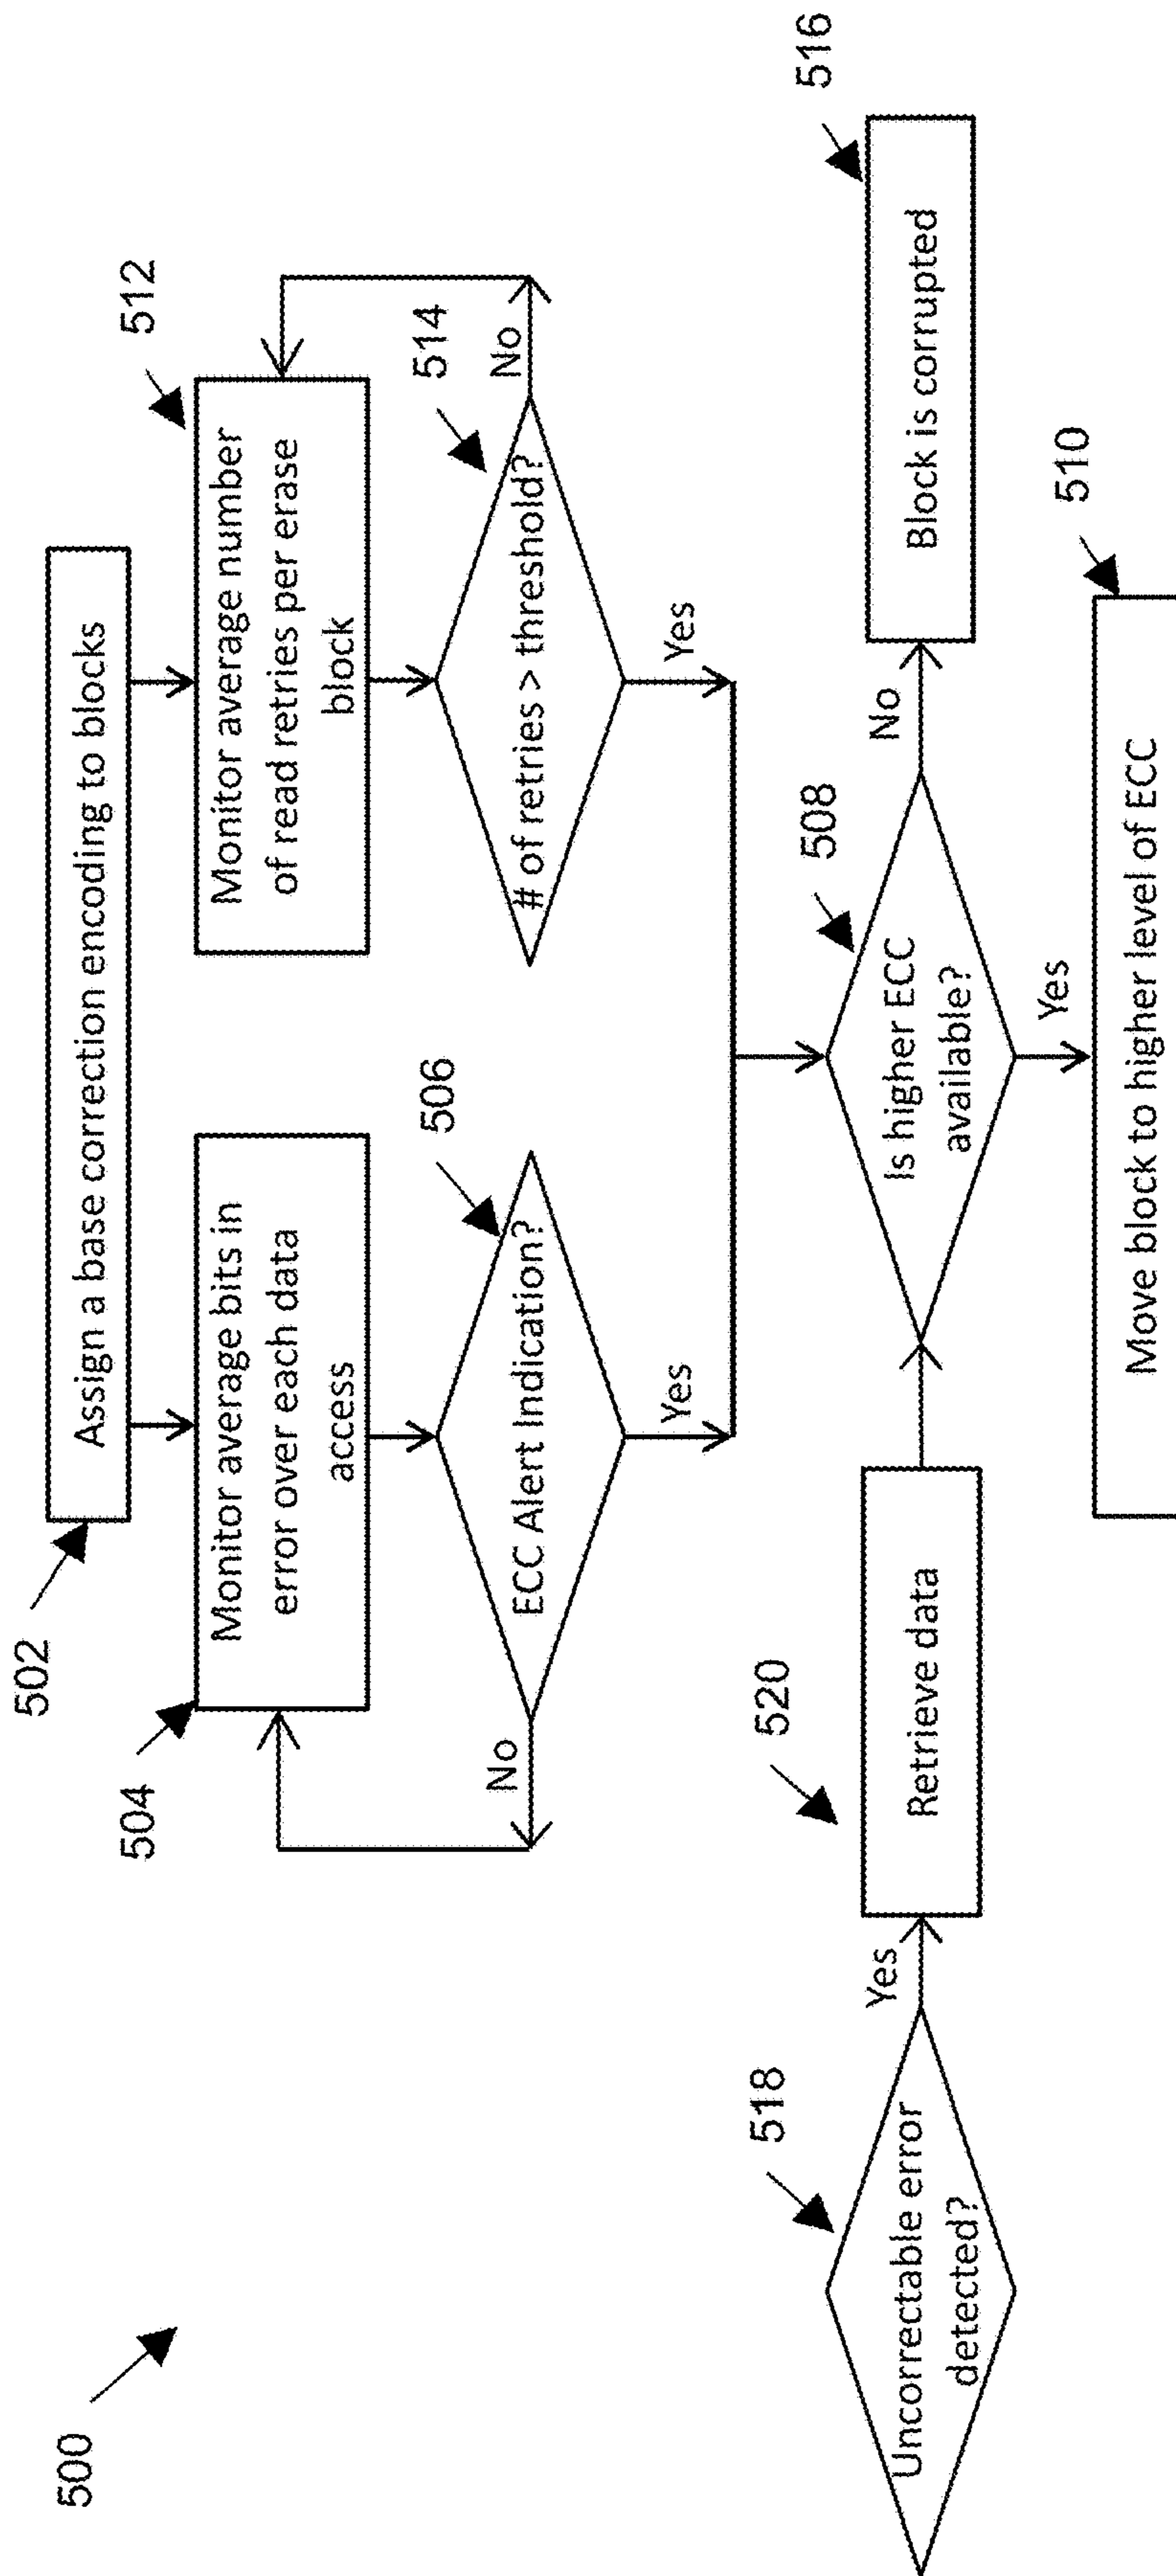 500
502
Assign a base correction encoding to blocks
504
Monitor average bits in
error over each data
access
512
Monitor average number
of read retries per erase
block
506
ECC Alert Indication?
No
Yes
514
# of retries > threshold?
No
Yes
518
Uncorrectable error
detected?
Yes
520
Retrieve data
508
Is higher ECC
available?
No
Yes
516
Block is corrupted
510
Move block to higher level of ECC